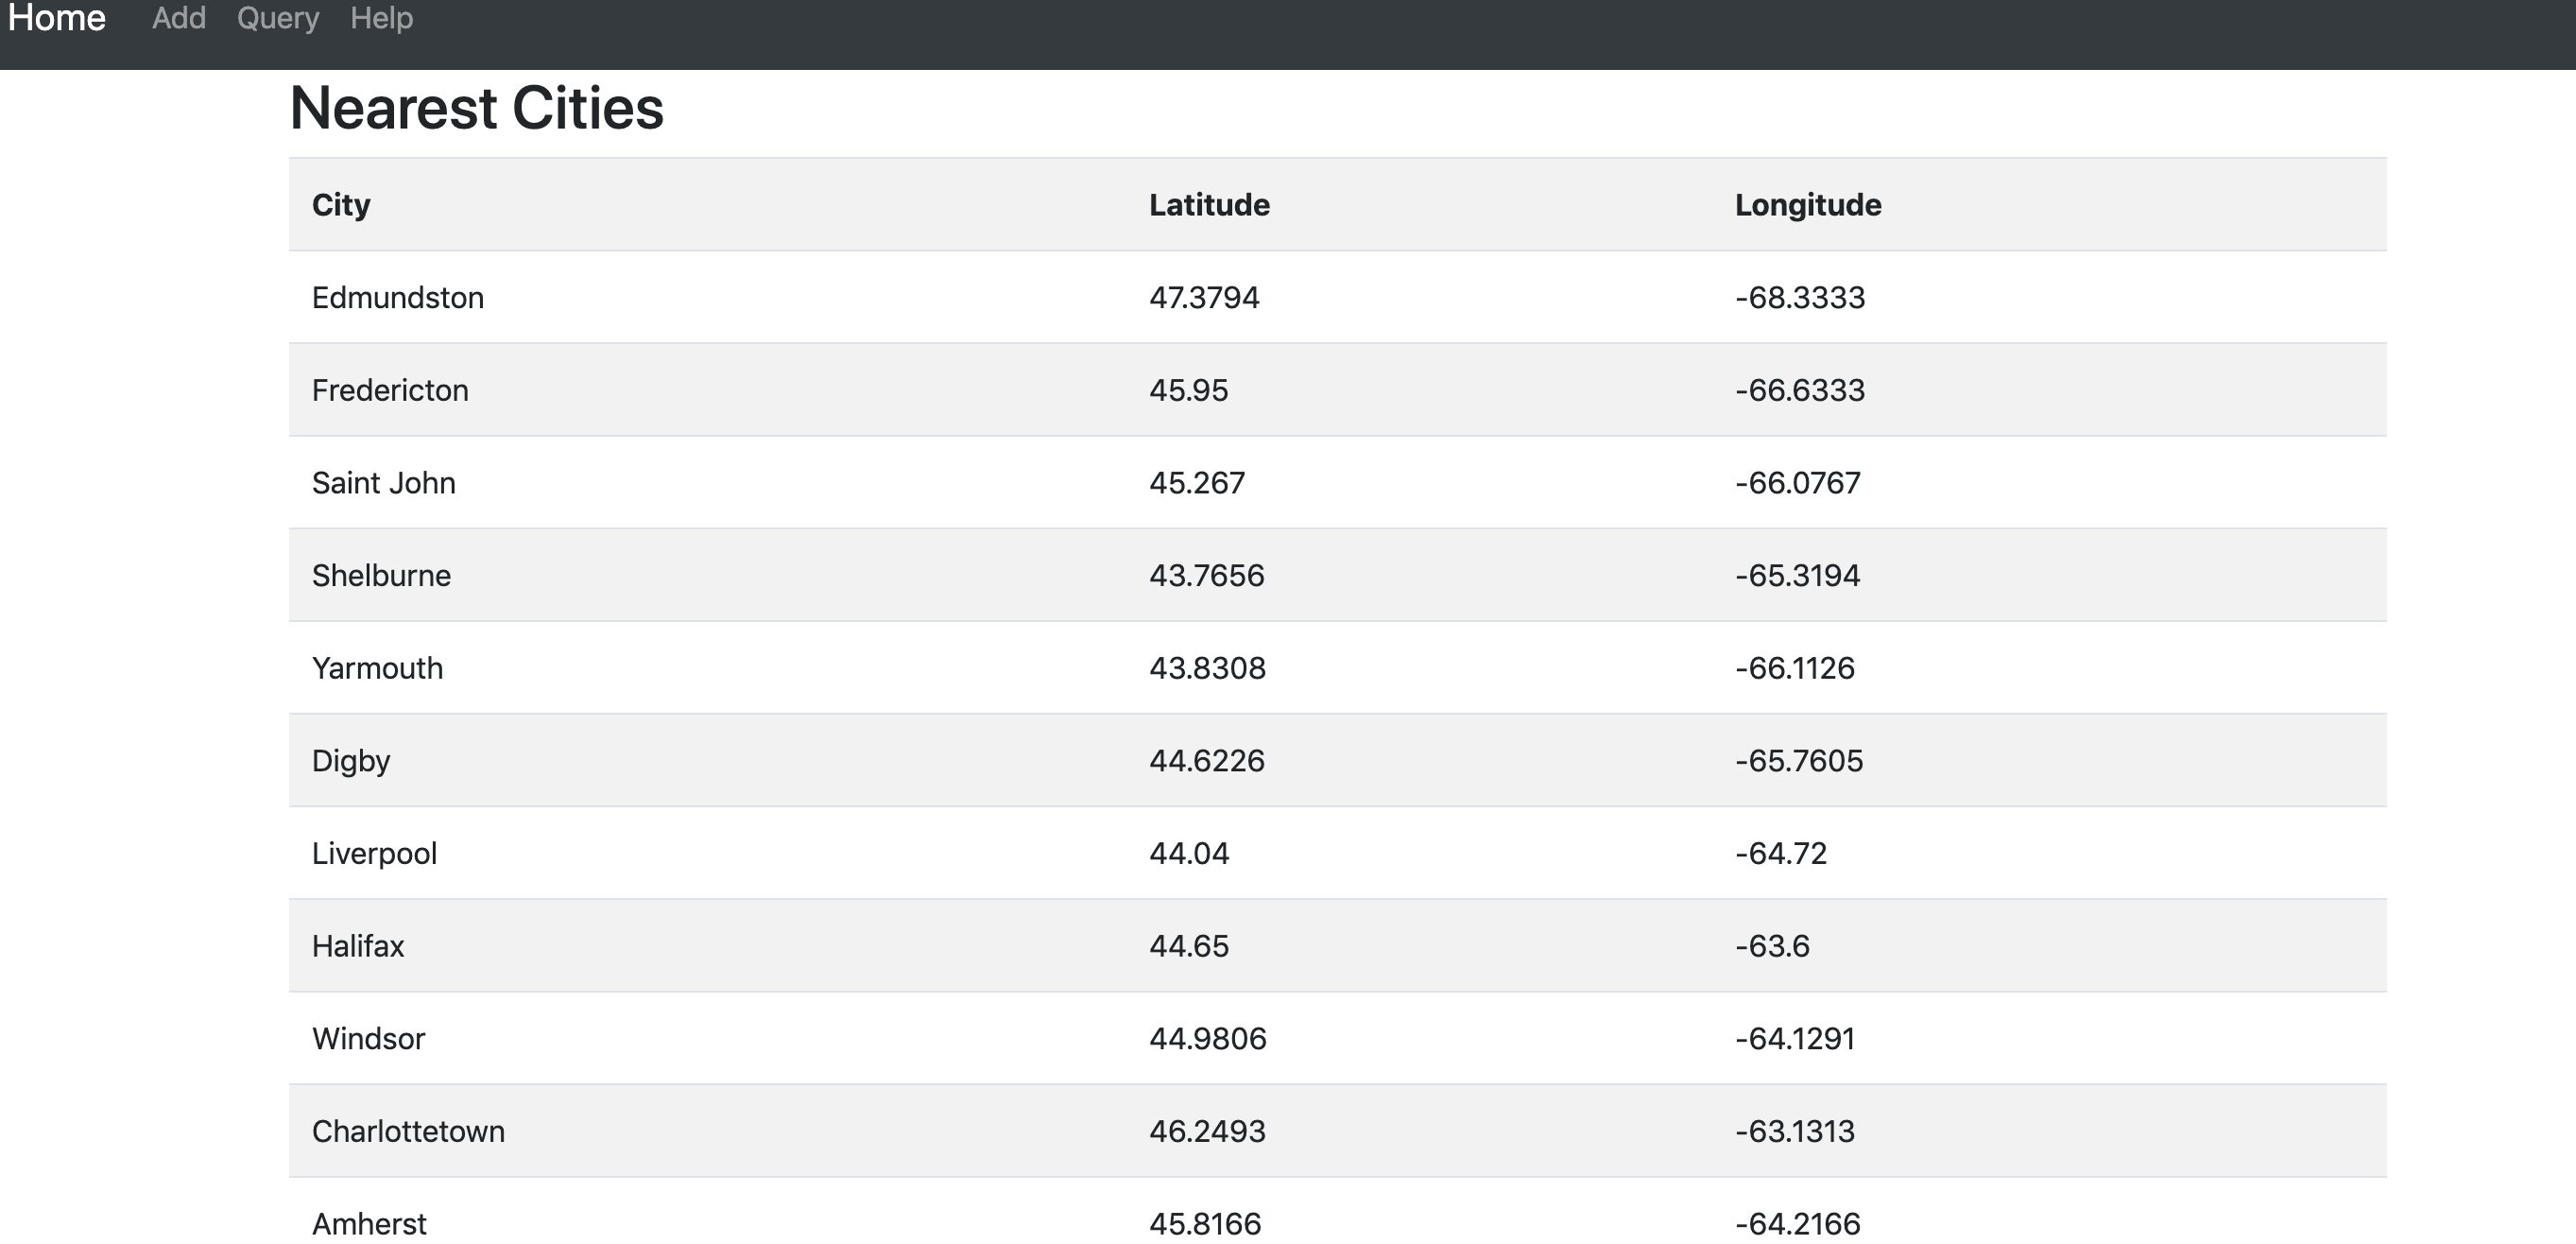 Home Add Query Help
Nearest Cities
City Latitude Longitude
Edmundston 47.3794 -68.3333
Fredericton 45.95 -66.6333
Saint John 45.267 -66.0767
Shelburne 43.7656 -65.3194
Yarmouth 43.8308 -66.1126
Digby 44.6226 -65.7605
Liverpool 44.04 -64.72
Halifax 44.65 -63.6
Windsor 44.9806 -64.1291
Charlottetown 46.2493 -63.1313
Amherst 45.8166 -64.2166